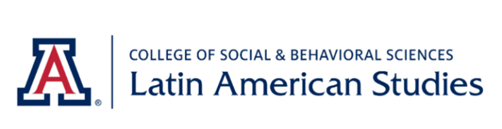 A®
COLLEGE OF SOCIAL & BEHAVIORAL SCIENCES
Latin American Studies